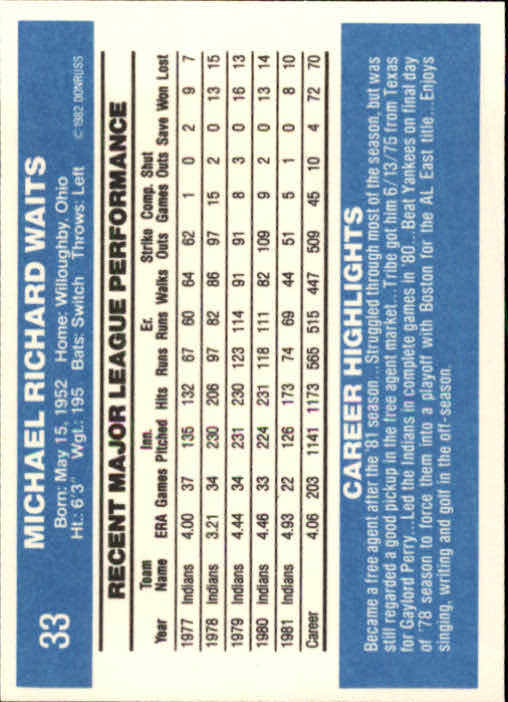 33
MICHAEL RICHARD WAITS
Born: May 15, 1952 Home: Willoughby, Ohio
Ht.: 6'3" Wgt.: 195 Bats: Switch Throws: Left ©1982 DONRUSS
RECENT MAJOR LEAGUE PERFORMANCE
Team Inn. Er. Strike Comp. Shut
Year Name ERA Games Pitched Hits Runs Runs Walks Outs Games Outs Save Won Lost
1977 Indians 4.00 37 135 132 67 60 64 62 1 0 2 9 7
1978 Indians 3.21 34 230 206 97 82 86 97 15 2 0 13 15
1979 Indians 4.44 34 231 230 123 114 91 91 8 3 0 16 13
1980 Indians 4.46 33 224 231 118 111 82 109 9 2 0 13 14
1981 Indians 4.93 22 126 173 74 69 44 51 5 1 0 8 10
Career 4.06 203 1141 1173 565 515 447 509 45 10 4 72 70
CAREER HIGHLIGHTS
Became a free agent after the 81 season...Struggled through most of the season, but was
still regarded a good pickup in the free agent market...Tribe got him 6/13/75 from Texas
for Gaylord Perry...Led the Indians in complete games in '80...Beat Yankees on final day
of '78 season to force them into a playoff with Boston for the AL East title...Enjoys
singing, writing and golf in the off-season.